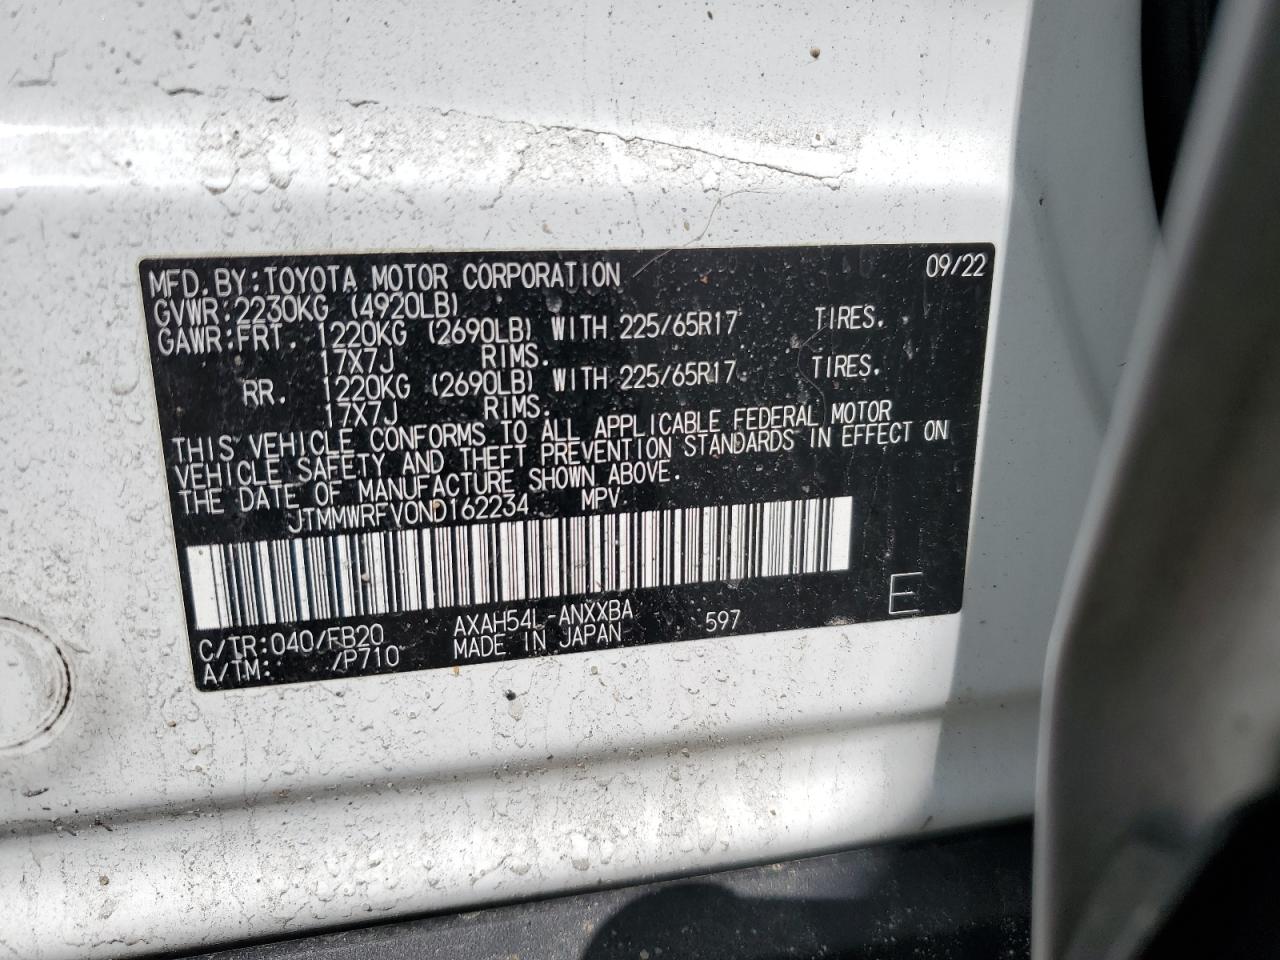 MFD. BY: TOYOTA MOTOR CORPORATION 09/22
GVWR: 2230KG (4920LB)
GAWR: FRT. 1220KG (2690LB) WITH 225/65R17 TIRES.
17X7J RIMS.
RR. 1220KG (2690LB) WITH 225/65R17 TIRES.
17X7J RIMS.
THIS VEHICLE CONFORMS TO ALL APPLICABLE FEDERAL MOTOR
VEHICLE SAFETY AND THEFT PREVENTION STANDARDS IN EFFECT ON
THE DATE OF MANUFACTURE SHOWN ABOVE.
JTMMWRFV0ND162234 MPV
C/TR: 040/FB20 AXAH54L-ANXXBA 597 E
A/TM: /P710 MADE IN JAPAN